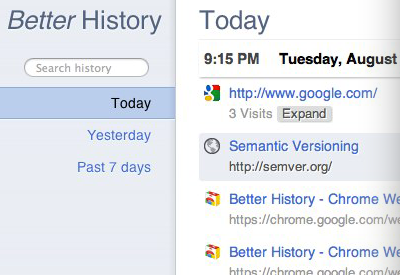 Better History
Search history
Today
Yesterday
Past 7 days
Today
9:15 PM Tuesday, August
http://www.google.com/
3 Visits Expand
Semantic Versioning
http://semver.org/
Better History - Chrome We
https://chrome.google.com/we
Better History - Chrome We
https://chrome.google.com/we